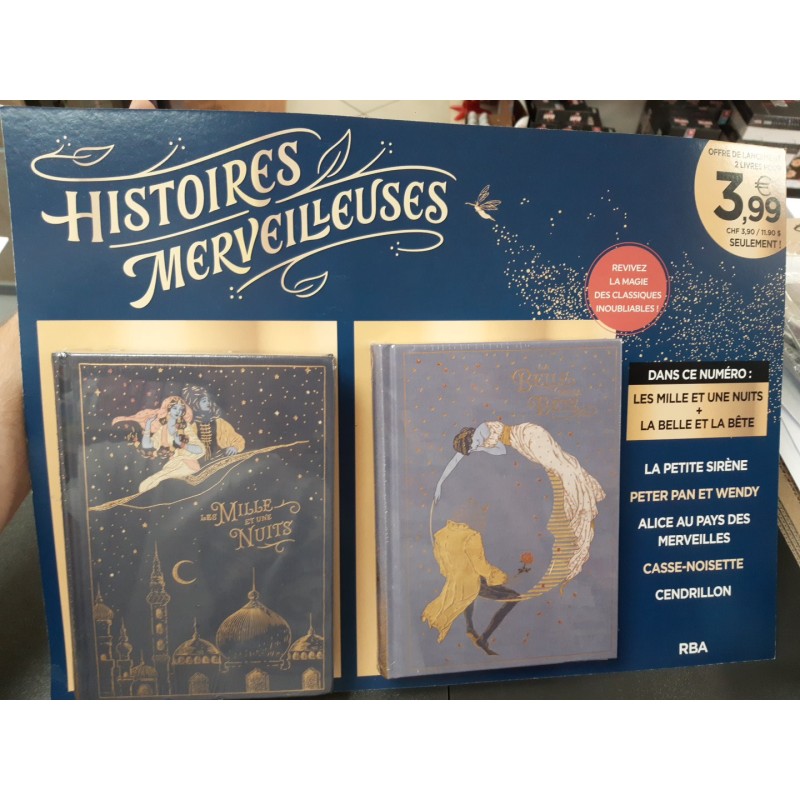 HISTOIRES
MERVEILLEUSES
OFFRE DE LANCEMENT
2 LIVRES POUR
3,99 €
CHF 3,90 / 11,90 $
SEULEMENT !
REVIVEZ
LA MAGIE
DES CLASSIQUES
INOUBLIABLES !
DANS CE NUMÉRO :
LES MILLE ET UNE NUITS
+
LA BELLE ET LA BÊTE
LA PETITE SIRÈNE
PETER PAN ET WENDY
ALICE AU PAYS DES
MERVEILLES
CASSE-NOISETTE
CENDRILLON
RBA
LES MILLE
ET UNE
NUITS
LA
BELLE